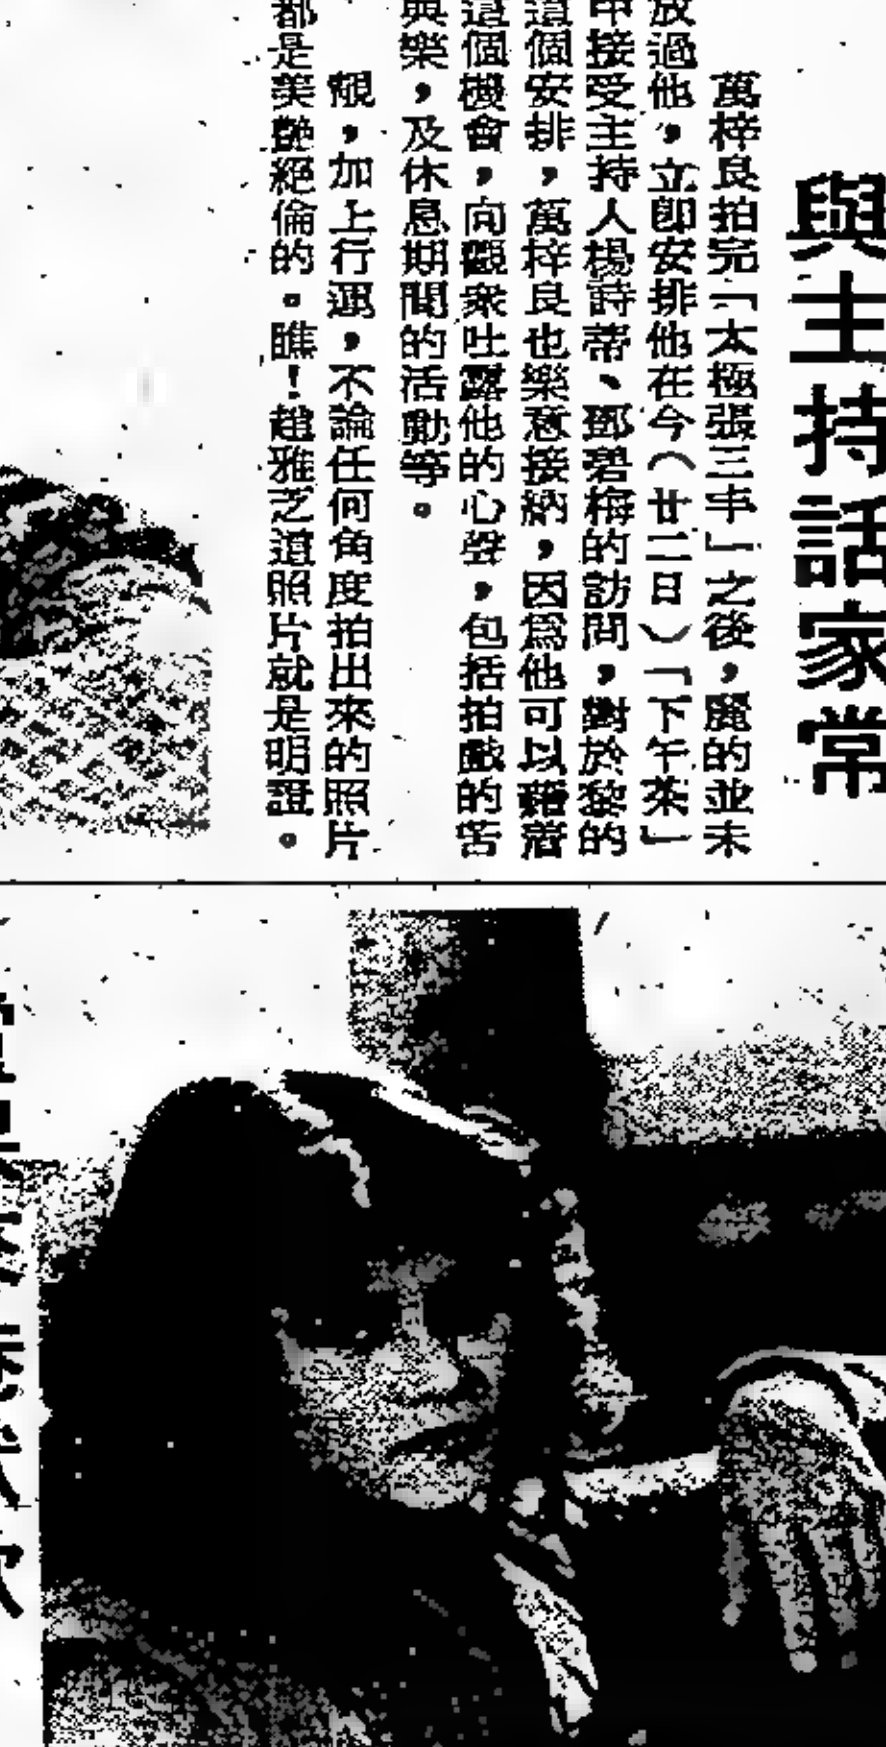 與主持話家常
萬梓良拍完「太極張三丰」之後，麗的並未
放過他，立即安排他在今（廿二日）「下午茶」
中接受主持人楊詩蒂、鄧碧梅的訪問，對於黎的
這個安排，萬梓良也樂意接納，因爲他可以藉着
這個機會，向觀衆吐露他的心聲，包括拍戲的苦
與樂，及休息期間的活動等。
靚，加上行運，不論任何角度拍出來的照片
都是美艷絕倫的。瞧！趙雅芝這照片就是明證。